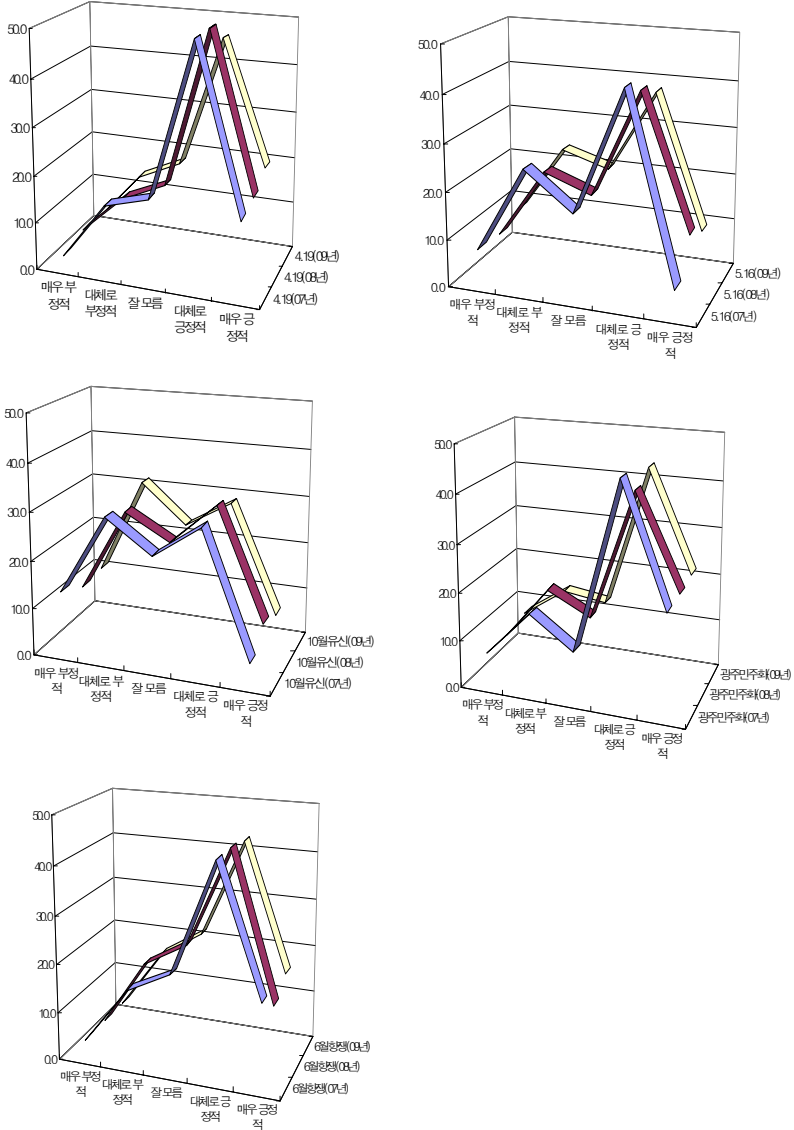 50.0
40.0
30.0
20.0
10.0
0.0
매우 부
정적
대체로
부정적
잘 모름
대체로
긍정적
매우 긍
정적
4.19(09년)
4.19(08년)
4.19(07년)
50.0
40.0
30.0
20.0
10.0
0.0
매우 부정
적
대체로 부
정적
잘 모름
대체로 긍
정적
매우 긍정
적
5.16(09년)
5.16(08년)
5.16(07년)
50.0
40.0
30.0
20.0
10.0
0.0
매우 부정
적
대체로 부
정적
잘 모름
대체로 긍
정적
매우 긍정
적
10월유신(09년)
10월유신(08년)
10월유신(07년)
50.0
40.0
30.0
20.0
10.0
0.0
매우 부정
적
대체로 부
정적
잘 모름
대체로 긍
정적
매우 긍정
적
광주민주화(09년)
광주민주화(08년)
광주민주화(07년)
50.0
40.0
30.0
20.0
10.0
0.0
매우 부정
적
대체로 부
정적
잘 모름
대체로 긍
정적
매우 긍정
적
6월항쟁(09년)
6월항쟁(08년)
6월항쟁(07년)